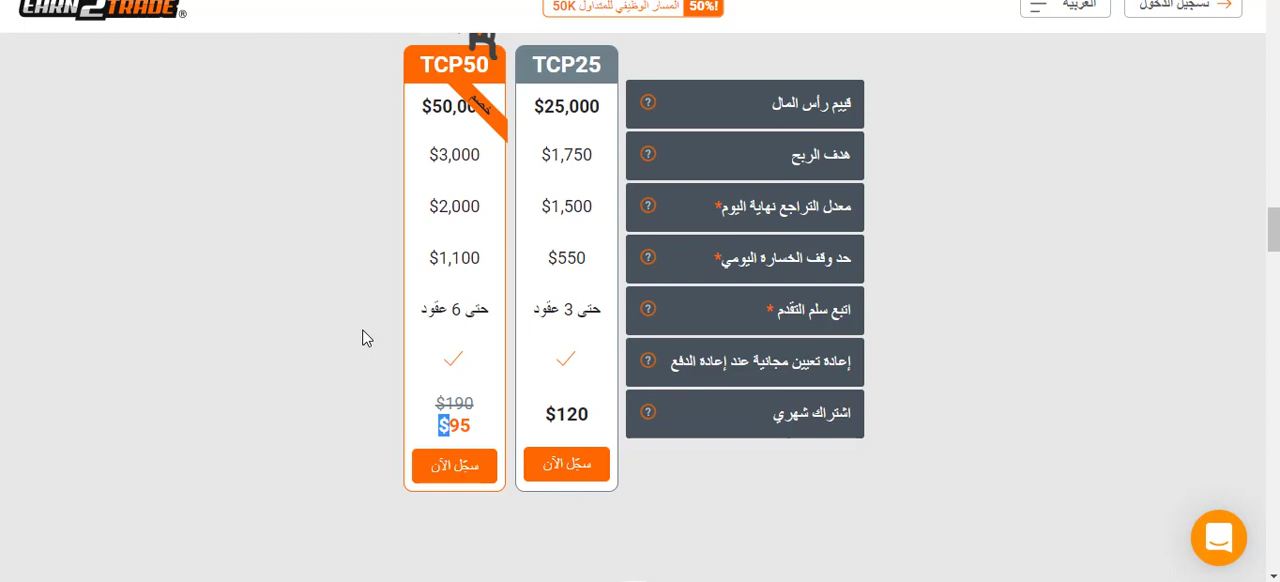 EARN2TRADE®
المسار الوظيفي للمتداول 50K
50%!
العربية
تسجيل الدخول
TCP50
TCP25
خصم
قييم رأس المال
$25,000
هدف الربح
$1,750
$3,000
معدل التراجع نهاية اليوم*
$1,500
$2,000
حد وقف الخسارة اليومي*
$550
$1,100
اتبع سلم التقدم *
حتى 3 عقود
حتى 6 عقود
إعادة تعيين مجانية عند إعادة الدفع
اشتراك شهري
$120
$190
$95
سجّل الآن
سجّل الآن